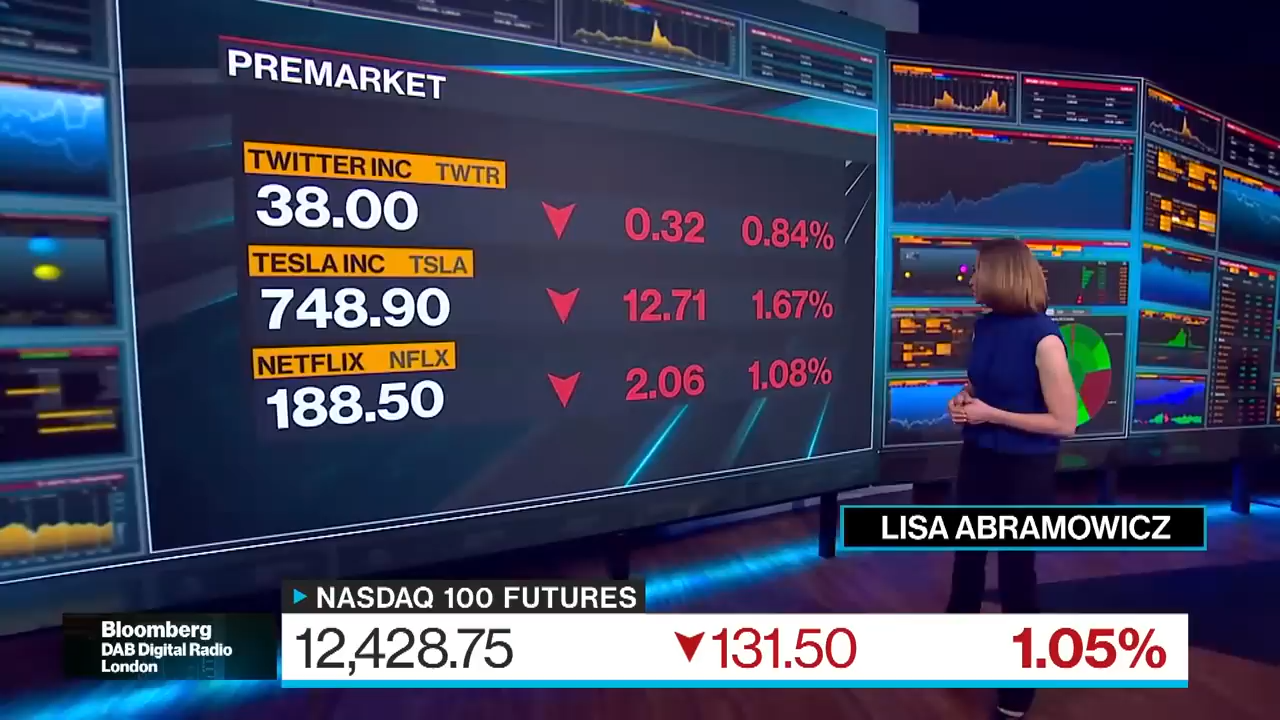 PREMARKET
TWITTER INC TWTR
38.00 0.32 0.84%
TESLA INC TSLA
748.90 12.71 1.67%
NETFLIX NFLX
188.50 2.06 1.08%
LISA ABRAMOWICZ
NASDAQ 100 FUTURES
Bloomberg
DAB Digital Radio
London
12,428.75 131.50 1.05%